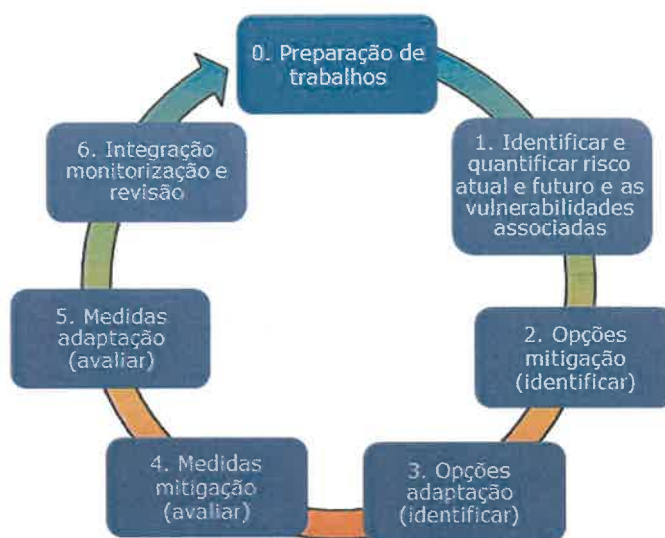 0. Preparação de
trabalhos
1. Identificar e
quantificar risco
atual e futuro e as
vulnerabilidades
associadas
2. Opções
mitigação
(identificar)
3. Opções
adaptação
(identificar)
4. Medidas
mitigação
(avaliar)
5. Medidas
adaptação
(avaliar)
6. Integração
monitorização e
revisão